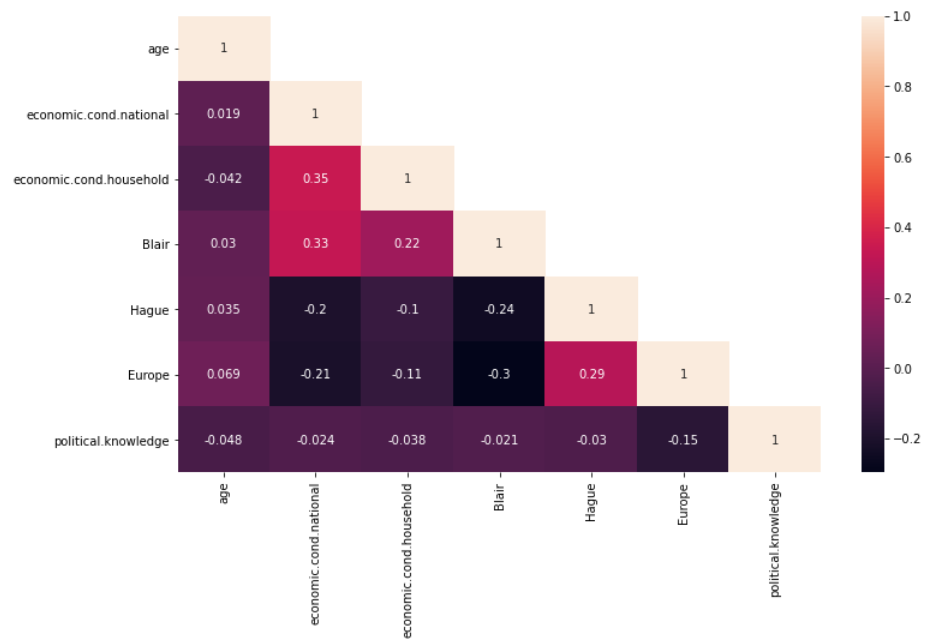 age 1
economic.cond.national 0.019 1
economic.cond.household -0.042 0.35 1
Blair 0.03 0.33 0.22 1
Hague 0.035 -0.2 -0.1 -0.24 1
Europe 0.069 -0.21 -0.11 -0.3 0.29 1
political.knowledge -0.048 -0.024 -0.038 -0.021 -0.03 -0.15 1
age
economic.cond.national
economic.cond.household
Blair
Hague
Europe
political.knowledge
1.0
0.8
0.6
0.4
0.2
0.0
−0.2